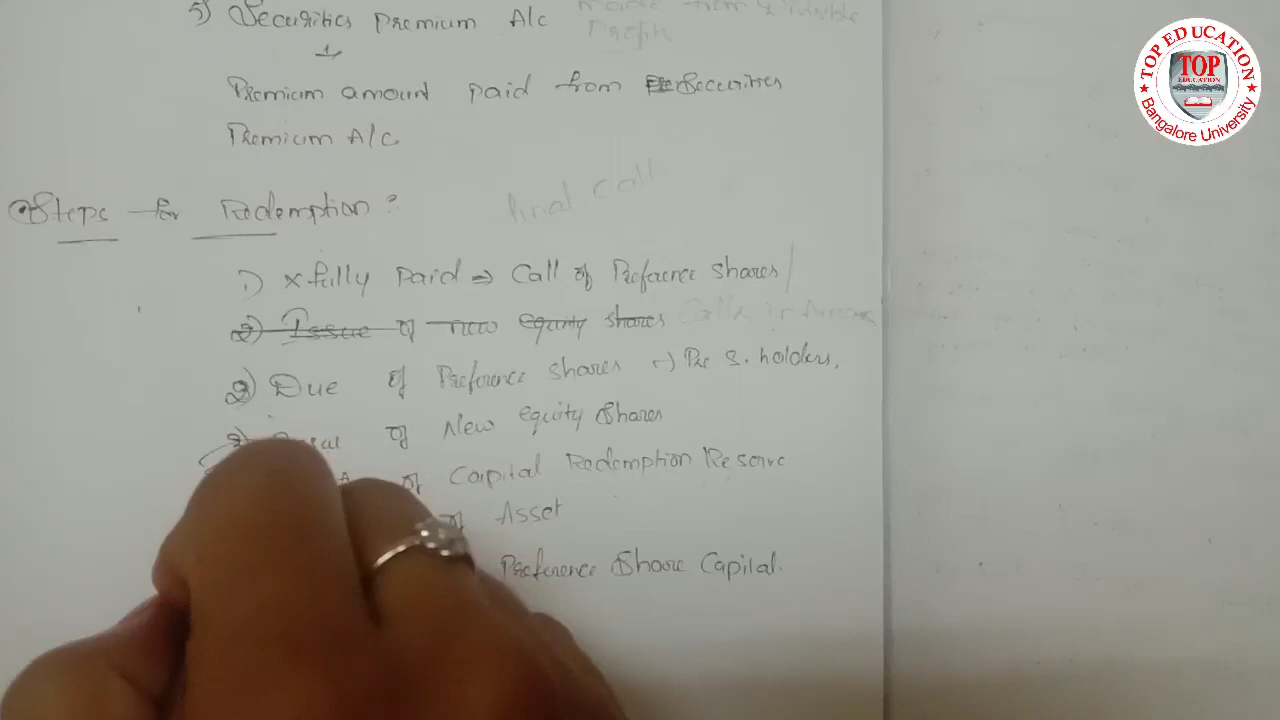 5) Securities Premium A/c
Premium amount paid from Securities
Premium A/c
Steps for Redemption:
final call
1) x fully paid → Call of Preference shares/
2) Issue of new equity shares Calls in Arrears
2) Due of Preference shares → Pre S. holders.
of New equity Shares
of Capital Redemption Reserve
of Asset
Preference Share Capital.
TOP EDUCATION
TOP
EDUCATION
Bangalore University